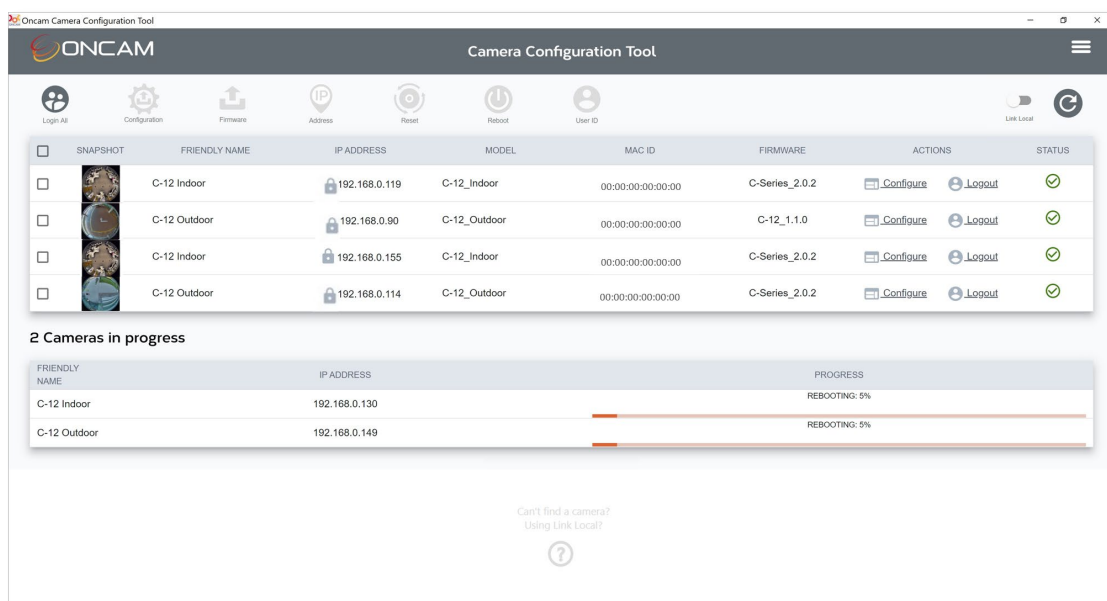 Oncam Camera Configuration Tool
ONCAM
Camera Configuration Tool
Login All Configuration Firmware IP Address Reset Reboot User ID Link Local
SNAPSHOT FRIENDLY NAME IP ADDRESS MODEL MAC ID FIRMWARE ACTIONS STATUS
C-12 Indoor 192.168.0.119 C-12_Indoor 00:00:00:00:00:00 C-Series_2.0.2 Configure Logout
C-12 Outdoor 192.168.0.90 C-12_Outdoor 00:00:00:00:00:00 C-12_1.1.0 Configure Logout
C-12 Indoor 192.168.0.155 C-12_Indoor 00:00:00:00:00:00 C-Series_2.0.2 Configure Logout
C-12 Outdoor 192.168.0.114 C-12_Outdoor 00:00:00:00:00:00 C-Series_2.0.2 Configure Logout
2 Cameras in progress
FRIENDLY NAME IP ADDRESS PROGRESS
C-12 Indoor 192.168.0.130 REBOOTING: 5%
C-12 Outdoor 192.168.0.149 REBOOTING: 5%
Can't find a camera?
Using Link Local?
?